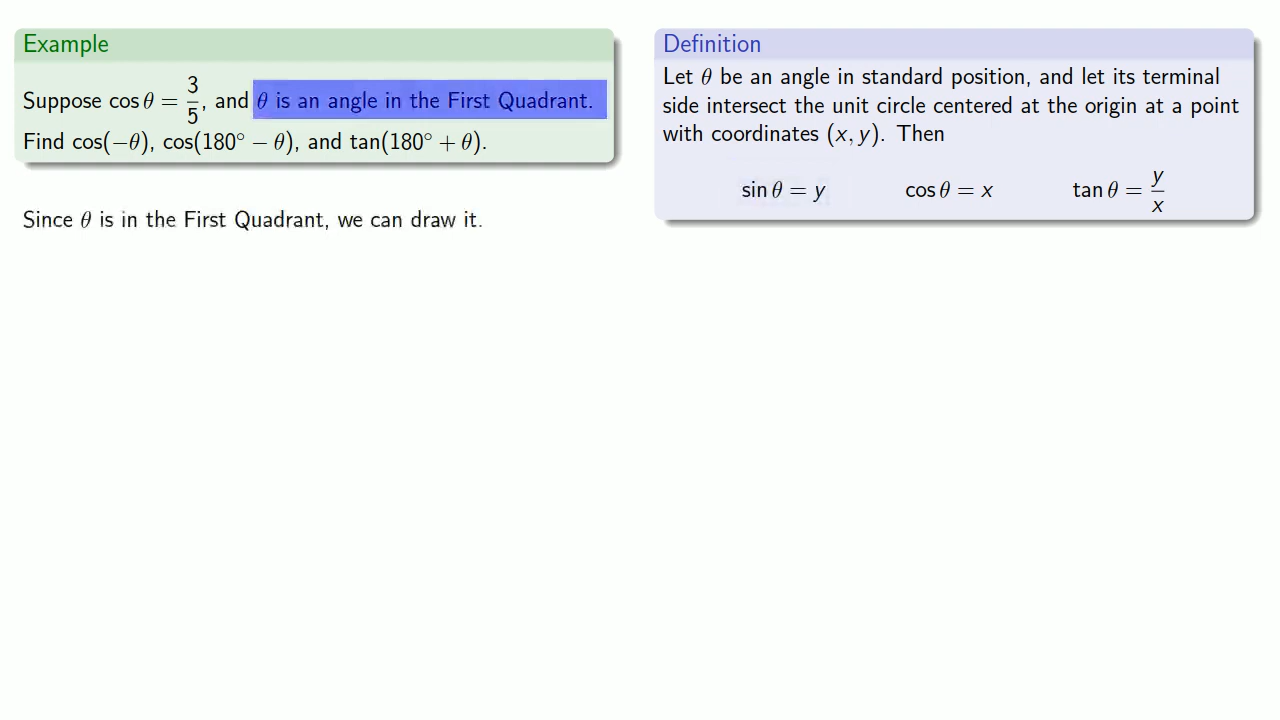 Example
Suppose cos θ = 3/5, and θ is an angle in the First Quadrant.
Find cos(−θ), cos(180° − θ), and tan(180° + θ).
Since θ is in the First Quadrant, we can draw it.
Definition
Let θ be an angle in standard position, and let its terminal
side intersect the unit circle centered at the origin at a point
with coordinates (x, y). Then
sin θ = y cos θ = x tan θ = y/x